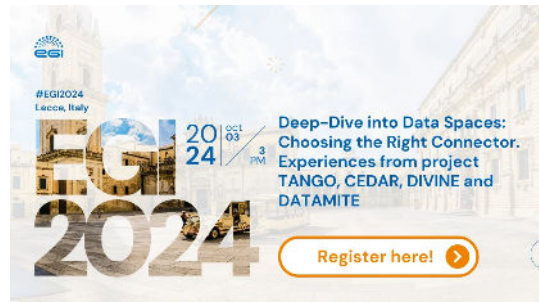 egi
#EGI2024
Lecce, Italy
EGI
2024
20 oct
24 03
3
PM
Deep-Dive into Data Spaces:
Choosing the Right Connector.
Experiences from project
TANGO, CEDAR, DIVINE and
DATAMITE
Register here!